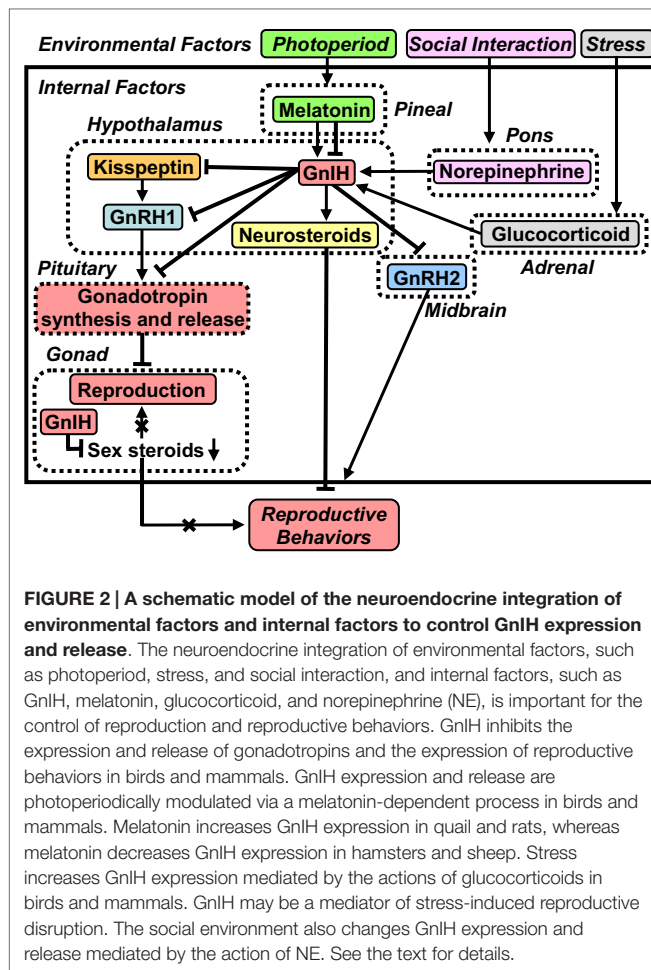 Environmental Factors Photoperiod Social Interaction Stress
Internal Factors
Melatonin Pineal
Hypothalamus
Pons
Kisspeptin
GnIH
Norepinephrine
GnRH1
Neurosteroids
Glucocorticoid
Adrenal
Pituitary
GnRH2
Midbrain
Gonadotropin
synthesis and release
Gonad
Reproduction
GnIH
Sex steroids
Reproductive
Behaviors
FIGURE 2 | A schematic model of the neuroendocrine integration of
environmental factors and internal factors to control GnIH expression
and release. The neuroendocrine integration of environmental factors, such
as photoperiod, stress, and social interaction, and internal factors, such as
GnIH, melatonin, glucocorticoid, and norepinephrine (NE), is important for the
control of reproduction and reproductive behaviors. GnIH inhibits the
expression and release of gonadotropins and the expression of reproductive
behaviors in birds and mammals. GnIH expression and release are
photoperiodically modulated via a melatonin-dependent process in birds and
mammals. Melatonin increases GnIH expression in quail and rats, whereas
melatonin decreases GnIH expression in hamsters and sheep. Stress
increases GnIH expression mediated by the actions of glucocorticoids in
birds and mammals. GnIH may be a mediator of stress-induced reproductive
disruption. The social environment also changes GnIH expression and
release mediated by the action of NE. See the text for details.